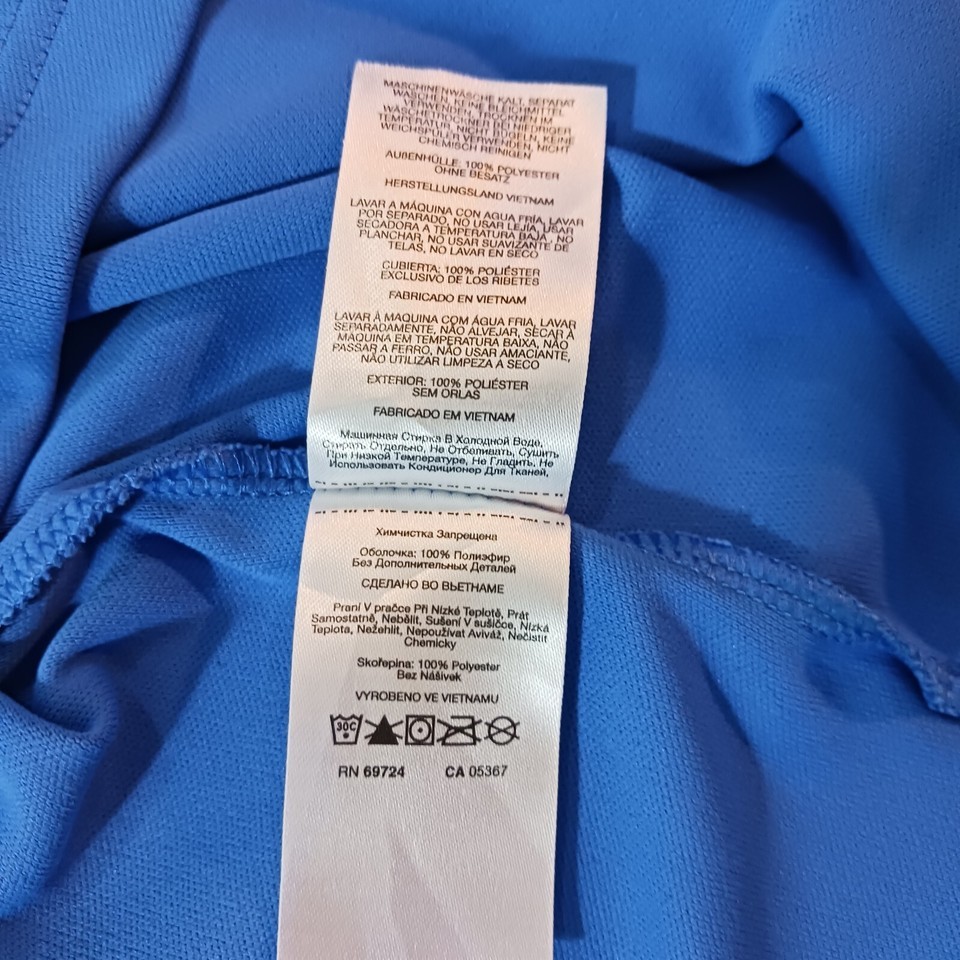 MASCHINENWÄSCHE KALT, SEPARAT
WASCHEN, KEINE BLEICHMITTEL
VERWENDEN, TROCKNEN IM
WÄSCHETROCKNER BEI NIEDRIGER
TEMPERATUR, NICHT BÜGELN, KEINE
WEICHSPÜLER VERWENDEN, NICHT
CHEMISCH REINIGEN
AUßENHÜLLE: 100% POLYESTER
OHNE BESATZ
HERSTELLUNGSLAND VIETNAM
LAVAR A MÁQUINA CON AGUA FRÍA, LAVAR
POR SEPARADO, NO USAR LEJÍA, USAR
SECADORA A TEMPERATURA BAJA , NO
PLANCHAR, NO USAR SUAVIZANTE DE
TELAS, NO LAVAR EN SECO
CUBIERTA: 100% POLIÉSTER
EXCLUSIVO DE LOS RIBETES
FABRICADO EN VIETNAM
LAVAR À MAQUINA COM ÁGUA FRIA, LAVAR
SEPARADAMENTE, NÃO ALVEJAR, SECAR À
MAQUINA EM TEMPERATURA BAIXA, NÃO
PASSAR A FERRO, NÃO USAR AMACIANTE,
NÃO UTILIZAR LIMPEZA A SECO
EXTERIOR: 100% POLIÉSTER
SEM ORLAS
FABRICADO EM VIETNAM
Машинная Стирка В Холодной Воде,
Стирать Отдельно, Не Отбеливать, Сушить
При Низкой Температуре, Не Гладить. Не
Использовать Кондиционер Для Тканей,
Химчистка Запрещена
Оболочка: 100% Полиэфир
Без Дополнительных Деталей
СДЕЛАНО ВО ВЬЕТНАМЕ
Praní V pračce Při Nízké Teplotě, Prát
Samostatně, Nebělit, Sušení V sušičce, Nízká
Teplota, Nežehlit, Nepoužívat Aviváž, Nečistit
Chemicky
Skořepina: 100% Polyester
Bez Nášivek
VYROBENO VE VIETNAMU
30C
RN 69724 CA 05367